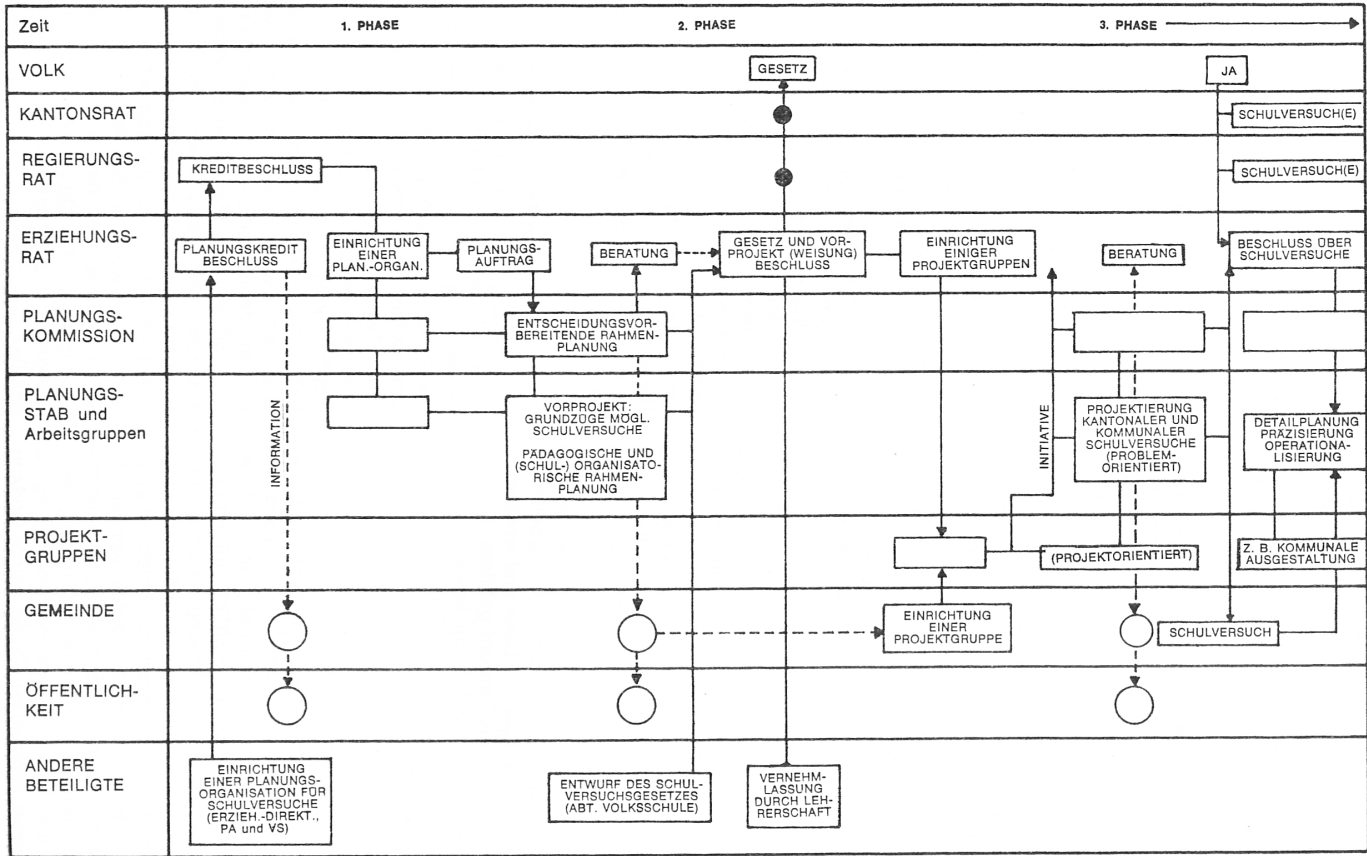 Zeit
1. PHASE
2. PHASE
3. PHASE
VOLK
GESETZ
JA
KANTONSRAT
SCHULVERSUCH(E)
REGIERUNGS-
RAT
KREDITBESCHLUSS
SCHULVERSUCH(E)
ERZIEHUNGS-
RAT
PLANUNGSKREDIT
BESCHLUSS
EINRICHTUNG
EINER
PLAN.-ORGAN.
PLANUNGS-
AUFTRAG
BERATUNG
GESETZ UND VOR-
PROJEKT (WEISUNG)
BESCHLUSS
EINRICHTUNG
EINIGER
PROJEKTGRUPPEN
BERATUNG
BESCHLUSS ÜBER
SCHULVERSUCHE
PLANUNGS-
KOMMISSION
ENTSCHEIDUNGSVOR-
BEREITENDE RAHMEN-
PLANUNG
PLANUNGS-
STAB und
Arbeitsgruppen
INFORMATION
VORPROJEKT:
GRUNDZÜGE MÖGL.
SCHULVERSUCHE
PÄDAGOGISCHE UND
(SCHUL-) ORGANISATO-
RISCHE RAHMEN-
PLANUNG
INITIATIVE
PROJEKTIERUNG
KANTONALER UND
KOMMUNALER
SCHULVERSUCHE
(PROBLEM-
ORIENTIERT)
DETAILPLANUNG
PRÄZISIERUNG
OPERATIONA-
LISIERUNG
PROJEKT-
GRUPPEN
(PROJEKTORIENTIERT)
Z. B. KOMMUNALE
AUSGESTALTUNG
GEMEINDE
EINRICHTUNG
EINER
PROJEKTGRUPPE
SCHULVERSUCH
ÖFFENTLICH-
KEIT
ANDERE
BETEILIGTE
EINRICHTUNG
EINER PLANUNGS-
ORGANISATION FÜR
SCHULVERSUCHE
(ERZIEH.-DIREKT.,
PA und VS)
ENTWURF DES SCHUL-
VERSUCHSGESETZES
(ABT. VOLKSSCHULE)
VERNEHM-
LASSUNG
DURCH LEH-
RERSCHAFT